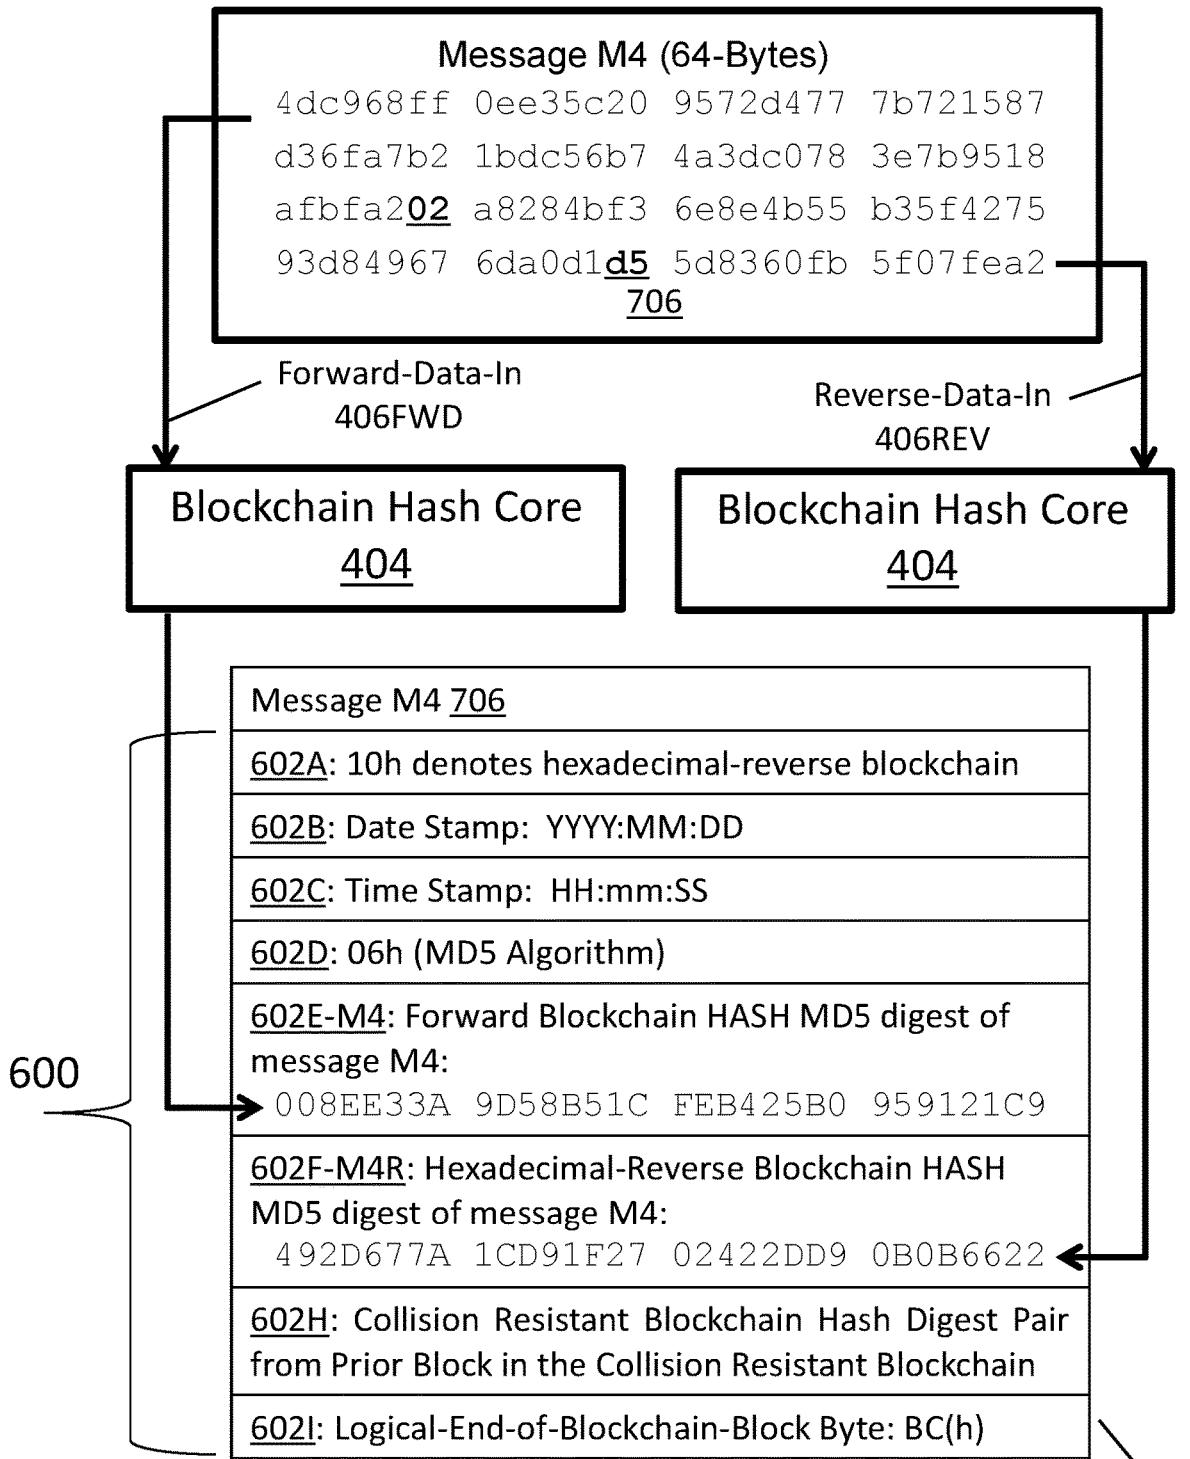 Message M4 (64-Bytes)
4dc968ff 0ee35c20 9572d477 7b721587
d36fa7b2 1bdc56b7 4a3dc078 3e7b9518
afbfa202 a8284bf3 6e8e4b55 b35f4275
93d84967 6da0d1d5 5d8360fb 5f07fea2
706
Forward-Data-In
406FWD
Reverse-Data-In
406REV
Blockchain Hash Core
404
Blockchain Hash Core
404
Message M4 706
602A: 10h denotes hexadecimal-reverse blockchain
602B: Date Stamp: YYYY:MM:DD
602C: Time Stamp: HH:mm:SS
602D: 06h (MD5 Algorithm)
602E-M4: Forward Blockchain HASH MD5 digest of
message M4:
008EE33A 9D58B51C FEB425B0 959121C9
602F-M4R: Hexadecimal-Reverse Blockchain HASH
MD5 digest of message M4:
492D677A 1CD91F27 02422DD9 0B0B6622
602H: Collision Resistant Blockchain Hash Digest Pair
from Prior Block in the Collision Resistant Blockchain
602I: Logical-End-of-Blockchain-Block Byte: BC(h)
600